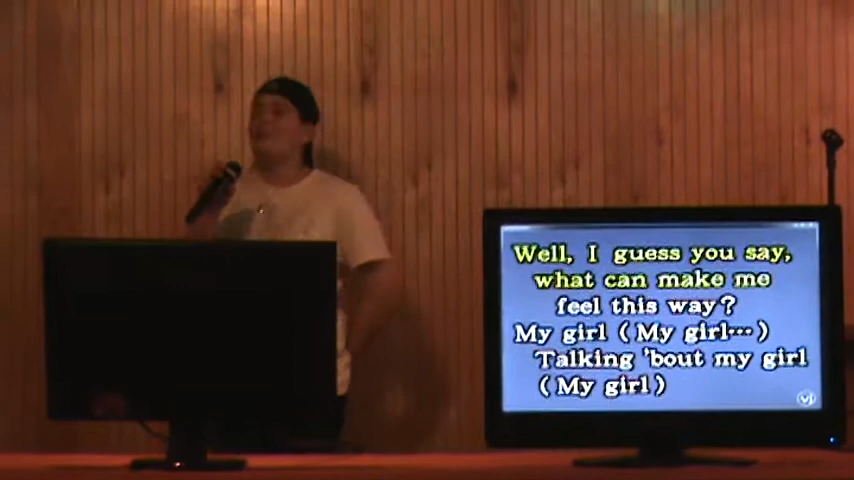 Well, I guess you say,
what can make me
feel this way?
My girl (My girl…)
Talking 'bout my girl
(My girl)
vj